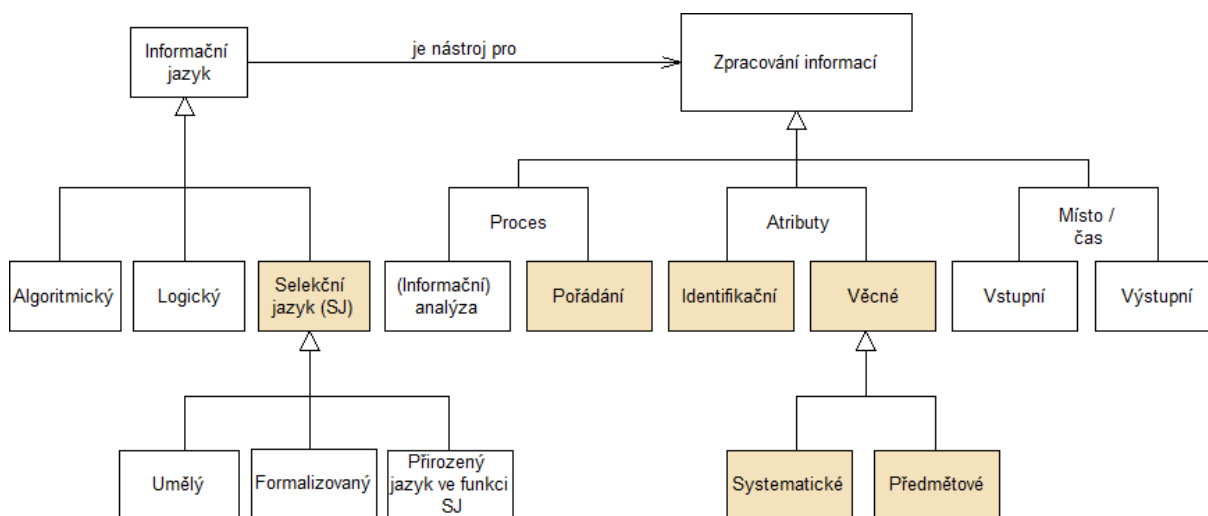 Informační
jazyk
je nástroj pro
Zpracování informací
Proces
Atributy
Místo /
čas
Algoritmický
Logický
Selekční
jazyk (SJ)
(Informační)
analýza
Pořádání
Identifikační
Věcné
Vstupní
Výstupní
Umělý
Formalizovaný
Přirozený
jazyk ve funkci
SJ
Systematické
Předmětové